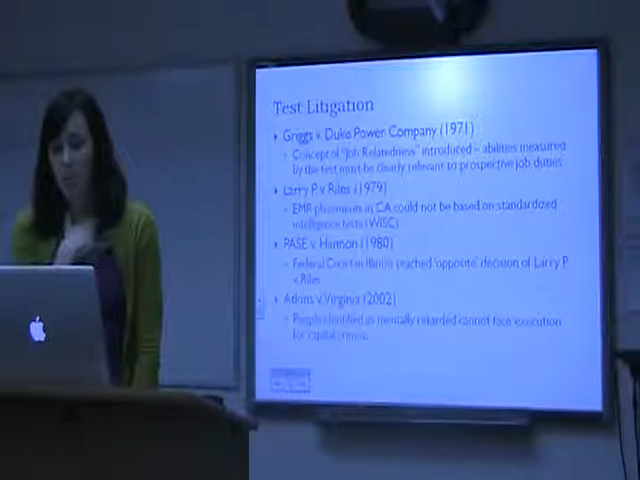 Test Litigation
Griggs v. Duke Power Company (1971)
Concept of "Job Relatedness" introduced – abilities measured
by the test must be clearly relevant to prospective job duties
Larry P. v Riles (1979)
EMR placements in CA could not be based on standardized
intelligence tests (WISC)
PASE v. Hannon (1980)
Federal Court in Illinois reached 'opposite' decision of Larry P.
v. Riles
Atkins v. Virginia (2002)
People identified as mentally retarded cannot face execution
for capital crimes.